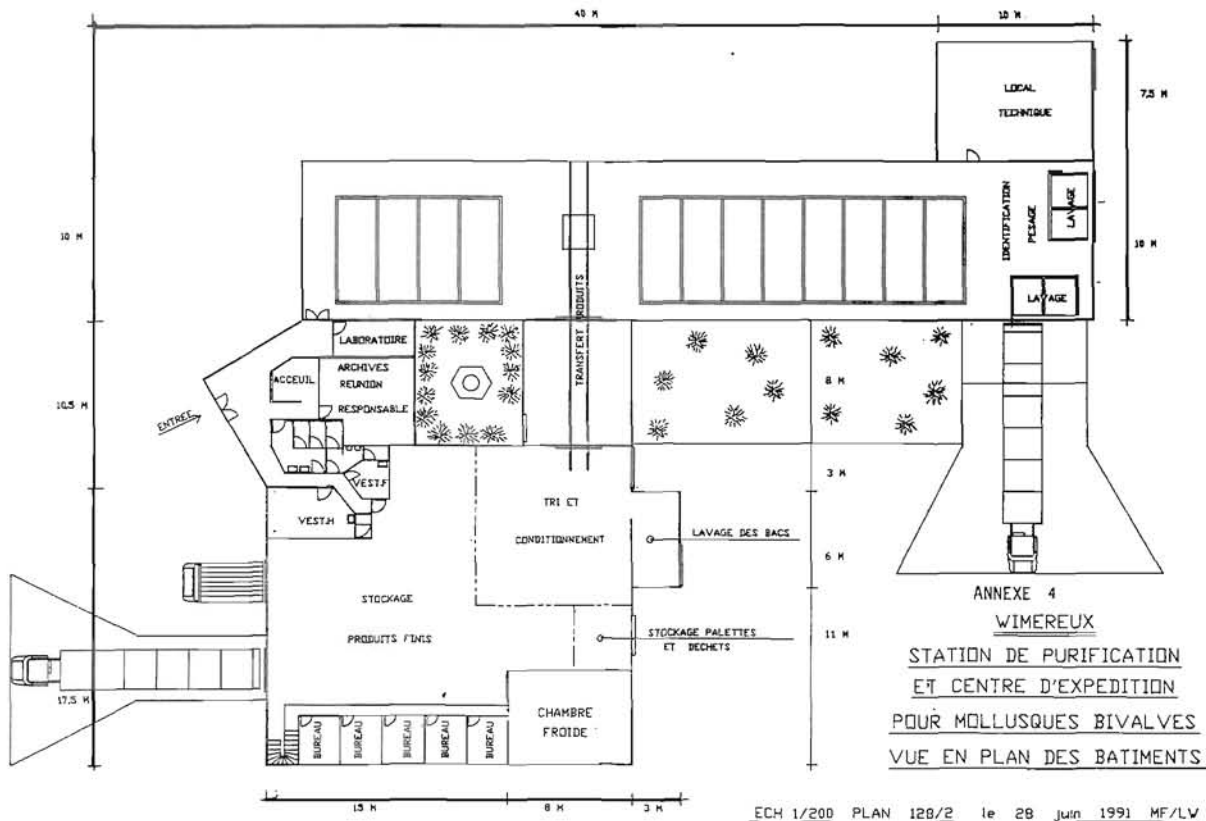 40 M
10 M
LOCAL
TECHNIQUE
7,5 M
IDENTIFICATION
PESAGE
LAVAGE
LAVAGE
10 M
10 M
TRANSFERT PRODUITS
LABORATOIRE
ARCHIVES
REUNION
RESPONSABLE
ACCEUIL
ENTREE
8 M
16,5 M
3 M
VEST.F
VEST.H
TRI ET
CONDITIONNEMENT
LAVAGE DES BACS
6 M
STOCKAGE
PRODUITS FINIS
STOCKAGE PALETTES
ET DECHETS
11 M
17,5 M
CHAMBRE
FROIDE
BUREAU
BUREAU
BUREAU
BUREAU
BUREAU
15 M
8 M
3 M
ANNEXE 4
WIMEREUX
STATION DE PURIFICATION
ET CENTRE D'EXPEDITION
POUR MOLLUSQUES BIVALVES
VUE EN PLAN DES BATIMENTS
ECH 1/200 PLAN 128/2 le 28 juin 1991 MF/LW